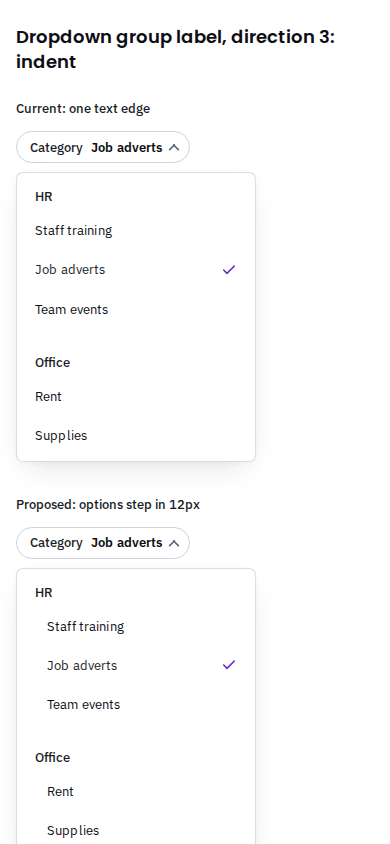 Dropdown group label, direction 3:
indent
Current: one text edge
Category Job adverts
HR
Staff training
Job adverts
Team events
Office
Rent
Supplies
Proposed: options step in 12px
Category Job adverts
HR
Staff training
Job adverts
Team events
Office
Rent
Supplies